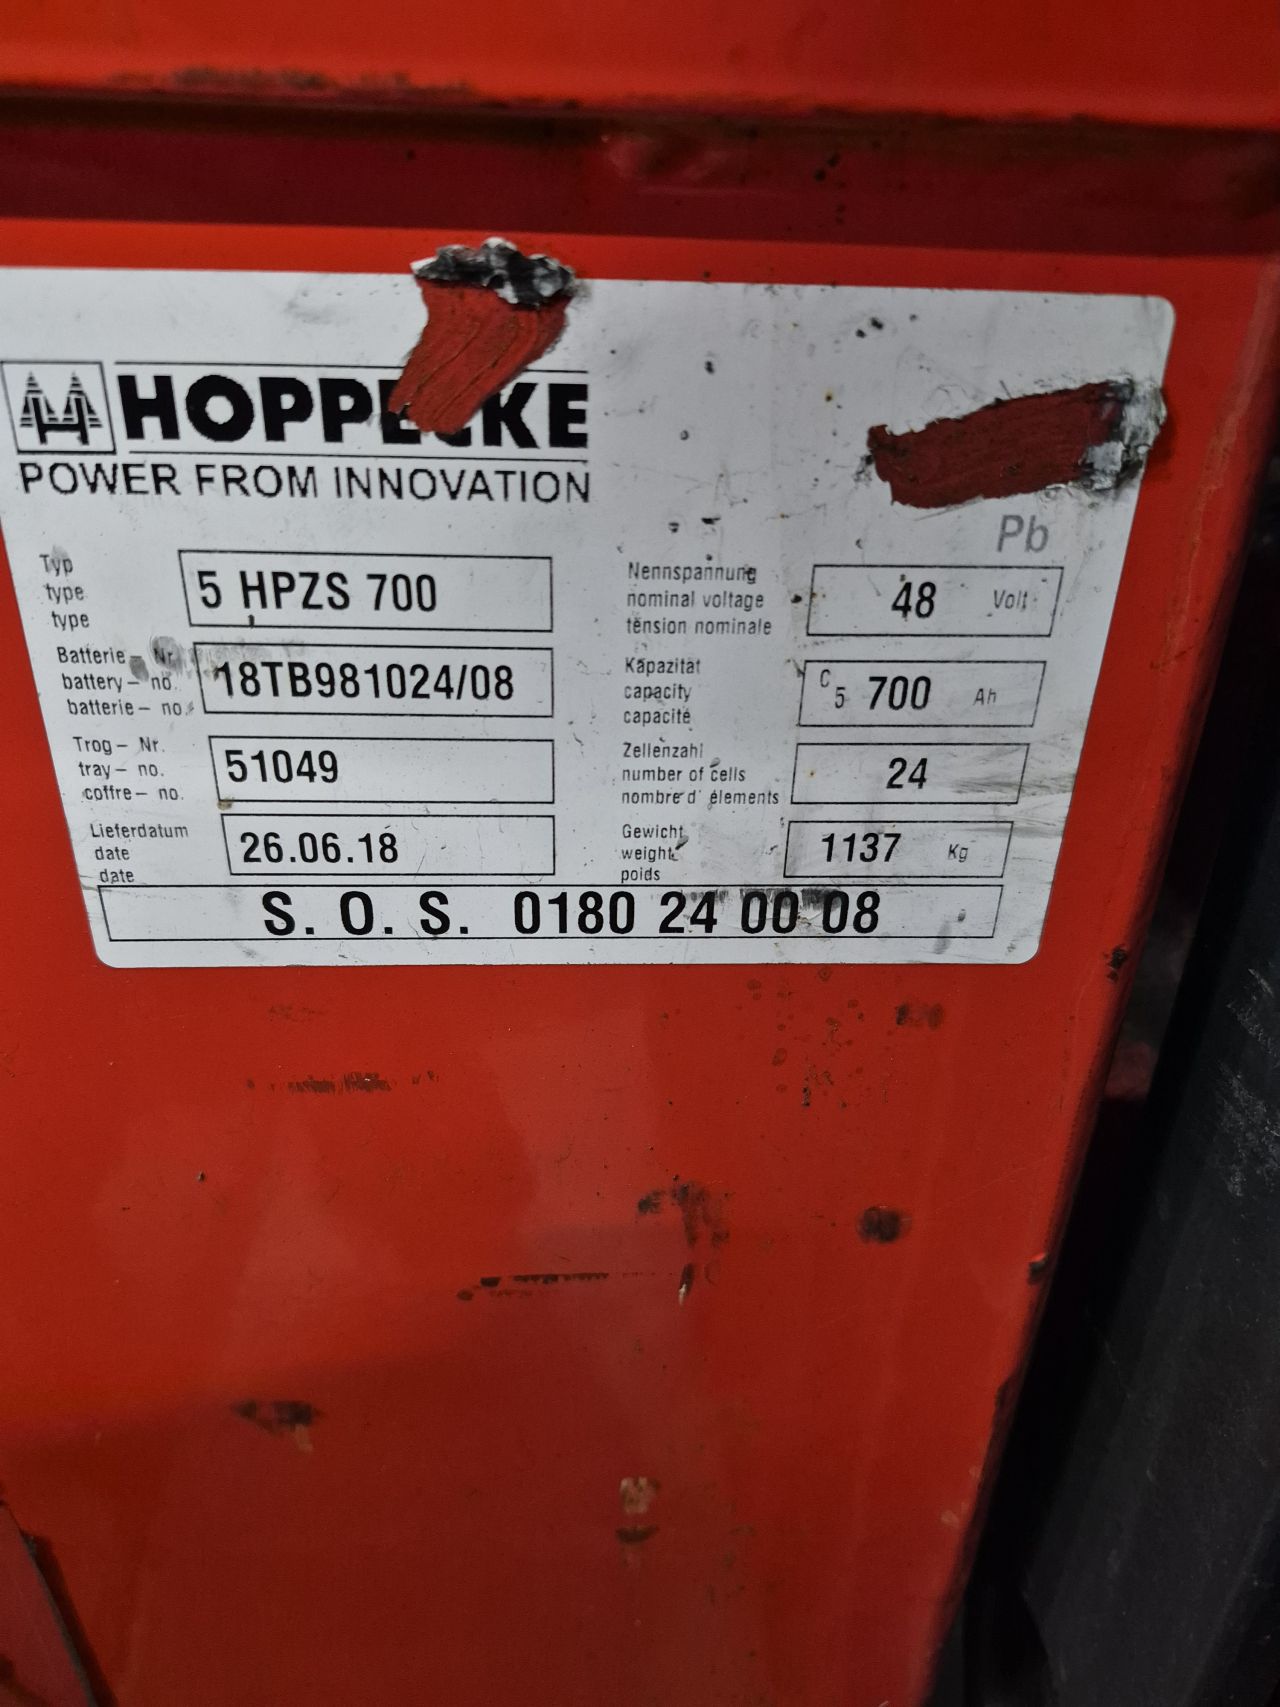 HOPPECKE
POWER FROM INNOVATION
Pb
Typ
type
type
5 HPZS 700
Batterie- Nr.
battery- no.
batterie- no.
18TB981024/08
Trog- Nr.
tray- no.
coffre- no.
51049
Lieferdatum
date
date
26.06.18
Nennspannung
nominal voltage
tension nominale
48 Volt
Kapazität
capacity
capacité
C5 700 Ah
Zellenzahl
number of cells
nombre d' élements
24
Gewicht
weight
poids
1137 Kg
S. O. S. 0180 24 00 08